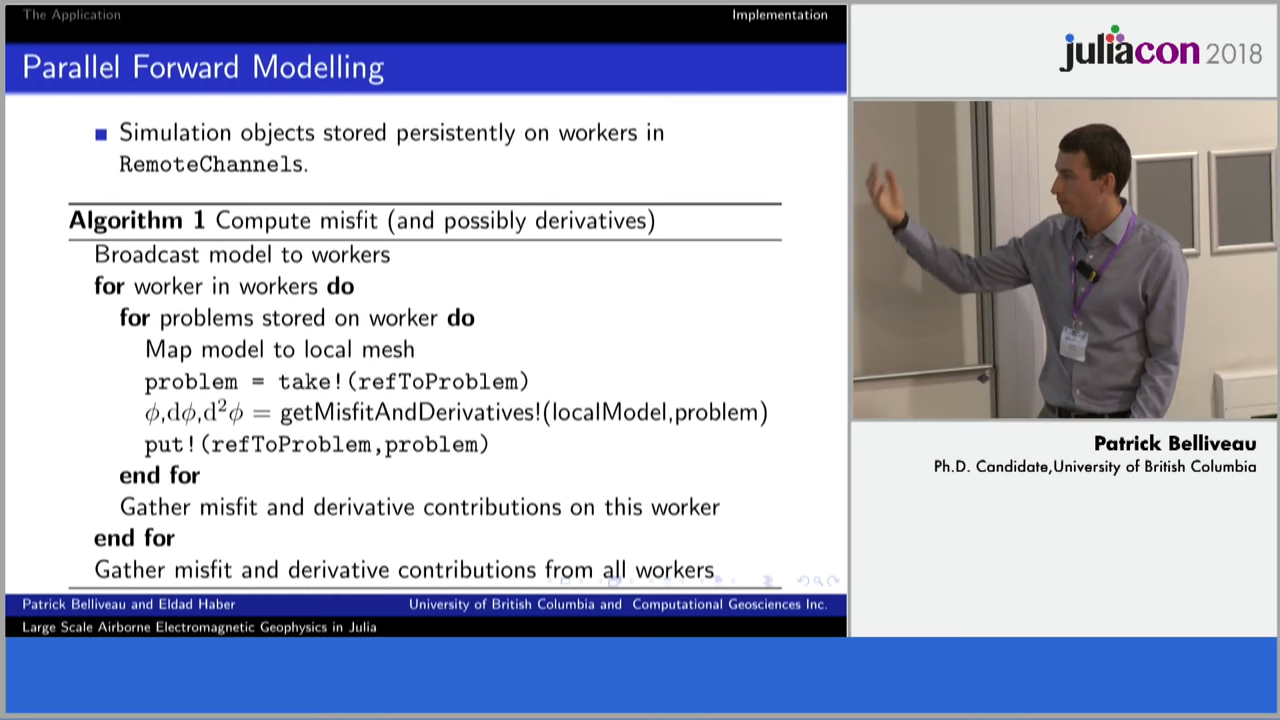 The Application
Implementation
Parallel Forward Modelling
Simulation objects stored persistently on workers in
RemoteChannels.
Algorithm 1 Compute misfit (and possibly derivatives)
Broadcast model to workers
for worker in workers do
for problems stored on worker do
Map model to local mesh
problem = take!(refToProblem)
ϕ,dϕ,d²ϕ = getMisfitAndDerivatives!(localModel,problem)
put!(refToProblem,problem)
end for
Gather misfit and derivative contributions on this worker
end for
Gather misfit and derivative contributions from all workers
Patrick Belliveau and Eldad Haber
University of British Columbia and Computational Geosciences Inc.
Large Scale Airborne Electromagnetic Geophysics in Julia
juliacon 2018
Patrick Belliveau
Ph.D. Candidate,University of British Columbia